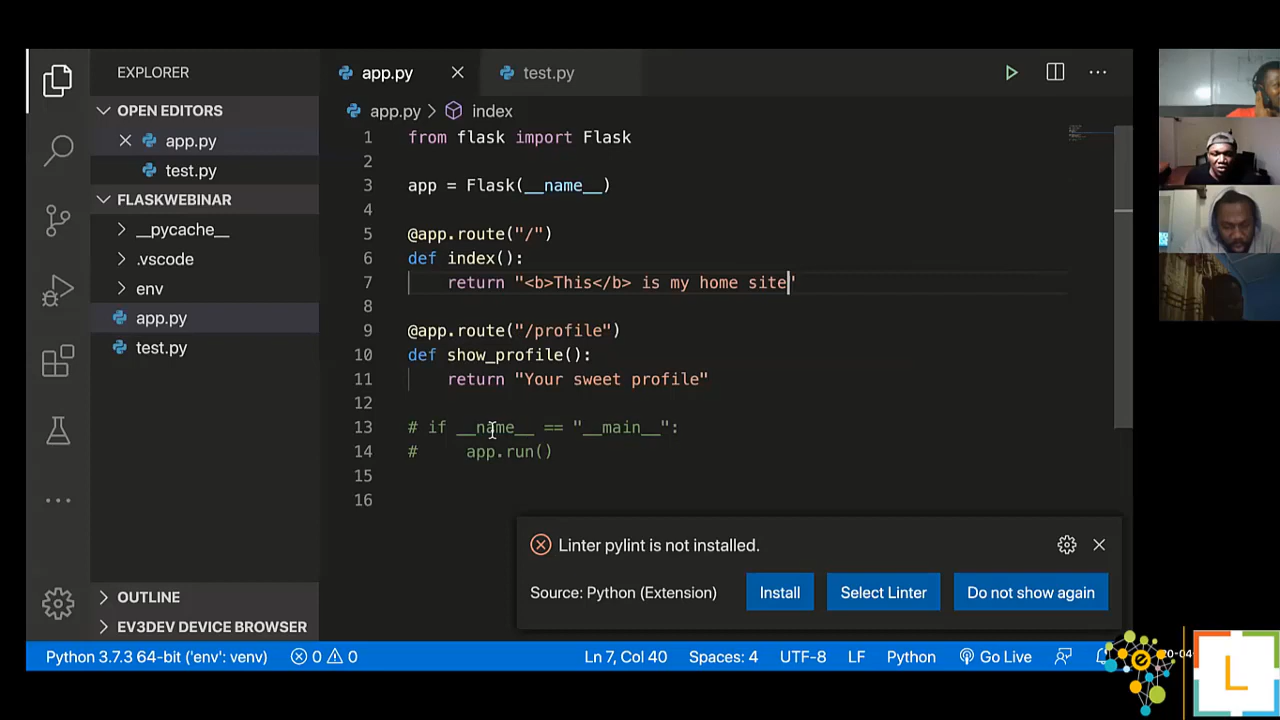 EXPLORER
OPEN EDITORS
app.py
test.py
FLASKWEBINAR
__pycache__
.vscode
env
app.py
test.py
OUTLINE
EV3DEV DEVICE BROWSER
app.py
test.py
app.py > index
1 from flask import Flask
2
3 app = Flask(__name__)
4
5 @app.route("/")
6 def index():
7 return "<b>This</b> is my home site"
8
9 @app.route("/profile")
10 def show_profile():
11 return "Your sweet profile"
12
13 # if __name__ == "__main__":
14 # app.run()
15
16
Linter pylint is not installed.
Source: Python (Extension)
Install
Select Linter
Do not show again
Python 3.7.3 64-bit ('env': venv) 0 0 Ln 7, Col 40 Spaces: 4 UTF-8 LF Python Go Live
L